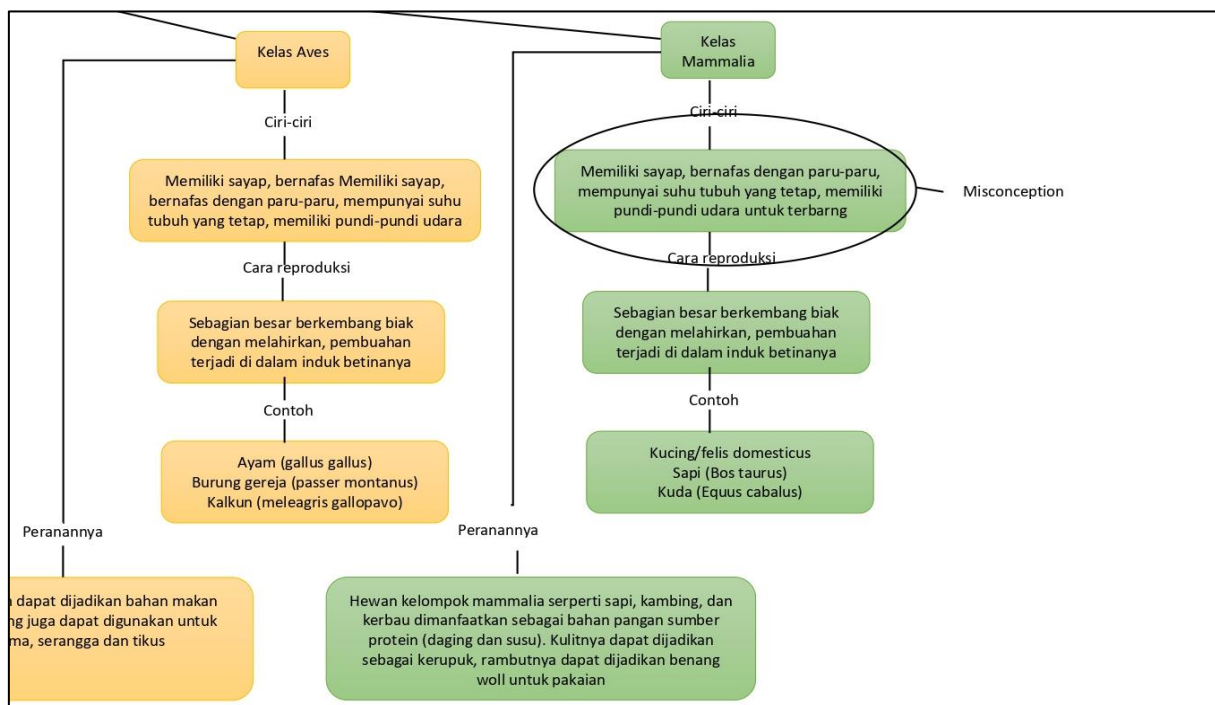 Kelas Aves
Ciri-ciri
Memiliki sayap, bernafas Memiliki sayap,
bernafas dengan paru-paru, mempunyai suhu
tubuh yang tetap, memiliki pundi-pundi udara
Cara reproduksi
Sebagian besar berkembang biak
dengan melahirkan, pembuahan
terjadi di dalam induk betinanya
Contoh
Ayam (gallus gallus)
Burung gereja (passer montanus)
Kalkun (meleagris gallopavo)
Peranannya
dapat dijadikan bahan makan
juga dapat digunakan untuk
serangga dan tikus
Kelas
Mammalia
Ciri-ciri
Memiliki sayap, bernafas dengan paru-paru,
mempunyai suhu tubuh yang tetap, memiliki
pundi-pundi udara untuk terbarng
Misconception
Cara reproduksi
Sebagian besar berkembang biak
dengan melahirkan, pembuahan
terjadi di dalam induk betinanya
Contoh
Kucing/felis domesticus
Sapi (Bos taurus)
Kuda (Equus cabalus)
Peranannya
Hewan kelompok mammalia serperti sapi, kambing, dan
kerbau dimanfaatkan sebagai bahan pangan sumber
protein (daging dan susu). Kulitnya dapat dijadikan
sebagai kerupuk, rambutnya dapat dijadikan benang
woll untuk pakaian